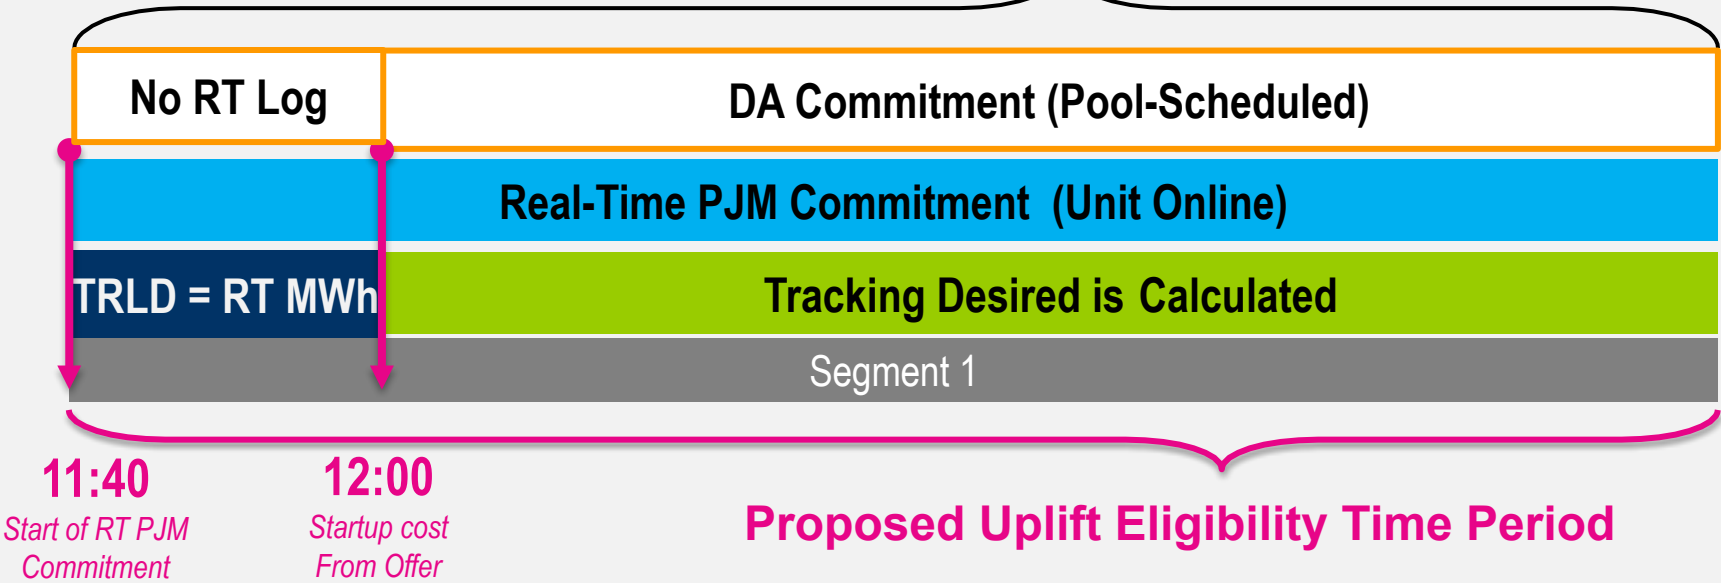 No RT Log
DA Commitment (Pool-Scheduled)
Real-Time PJM Commitment (Unit Online)
TRLD = RT MWh
Tracking Desired is Calculated
Segment 1
11:40
Start of RT PJM
Commitment
12:00
Startup cost
From Offer
Proposed Uplift Eligibility Time Period